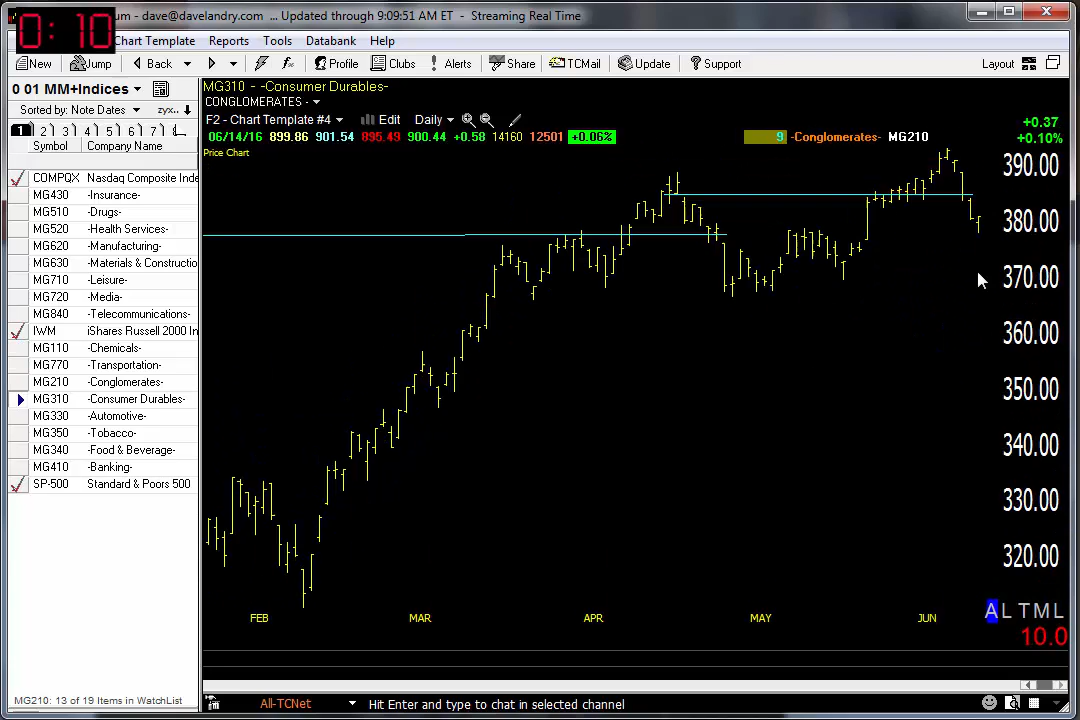 um - dave@davelandry.com ... Updated through 9:09:51 AM ET - Streaming Real Time
0:10
Chart Template Reports Tools Databank Help
New Jump Back Profile Clubs Alerts Share TCMail Update Support Layout
0 01 MM+Indices
MG310 - -Consumer Durables-
CONGLOMERATES -
Sorted by: Note Dates zyx..
F2 - Chart Template #4 Edit Daily
1 2 3 4 5 6 7
06/14/16 899.86 901.54 895.49 900.44 +0.58 14160 12501 +0.06%
9 -Conglomerates- MG210
+0.37
+0.10%
Symbol Company Name
Price Chart
COMPQX Nasdaq Composite Inde
MG430 -Insurance-
MG510 -Drugs-
MG520 -Health Services-
MG620 -Manufacturing-
MG630 -Materials & Constructio
MG710 -Leisure-
MG720 -Media-
MG840 -Telecommunications-
IWM iShares Russell 2000 In
MG110 -Chemicals-
MG770 -Transportation-
MG210 -Conglomerates-
MG310 -Consumer Durables-
MG330 -Automotive-
MG350 -Tobacco-
MG340 -Food & Beverage-
MG410 -Banking-
SP-500 Standard & Poors 500
390.00
380.00
370.00
360.00
350.00
340.00
330.00
320.00
A L T M L
FEB MAR APR MAY JUN
10.0
MG210: 13 of 19 Items in WatchList
All-TCNet Hit Enter and type to chat in selected channel